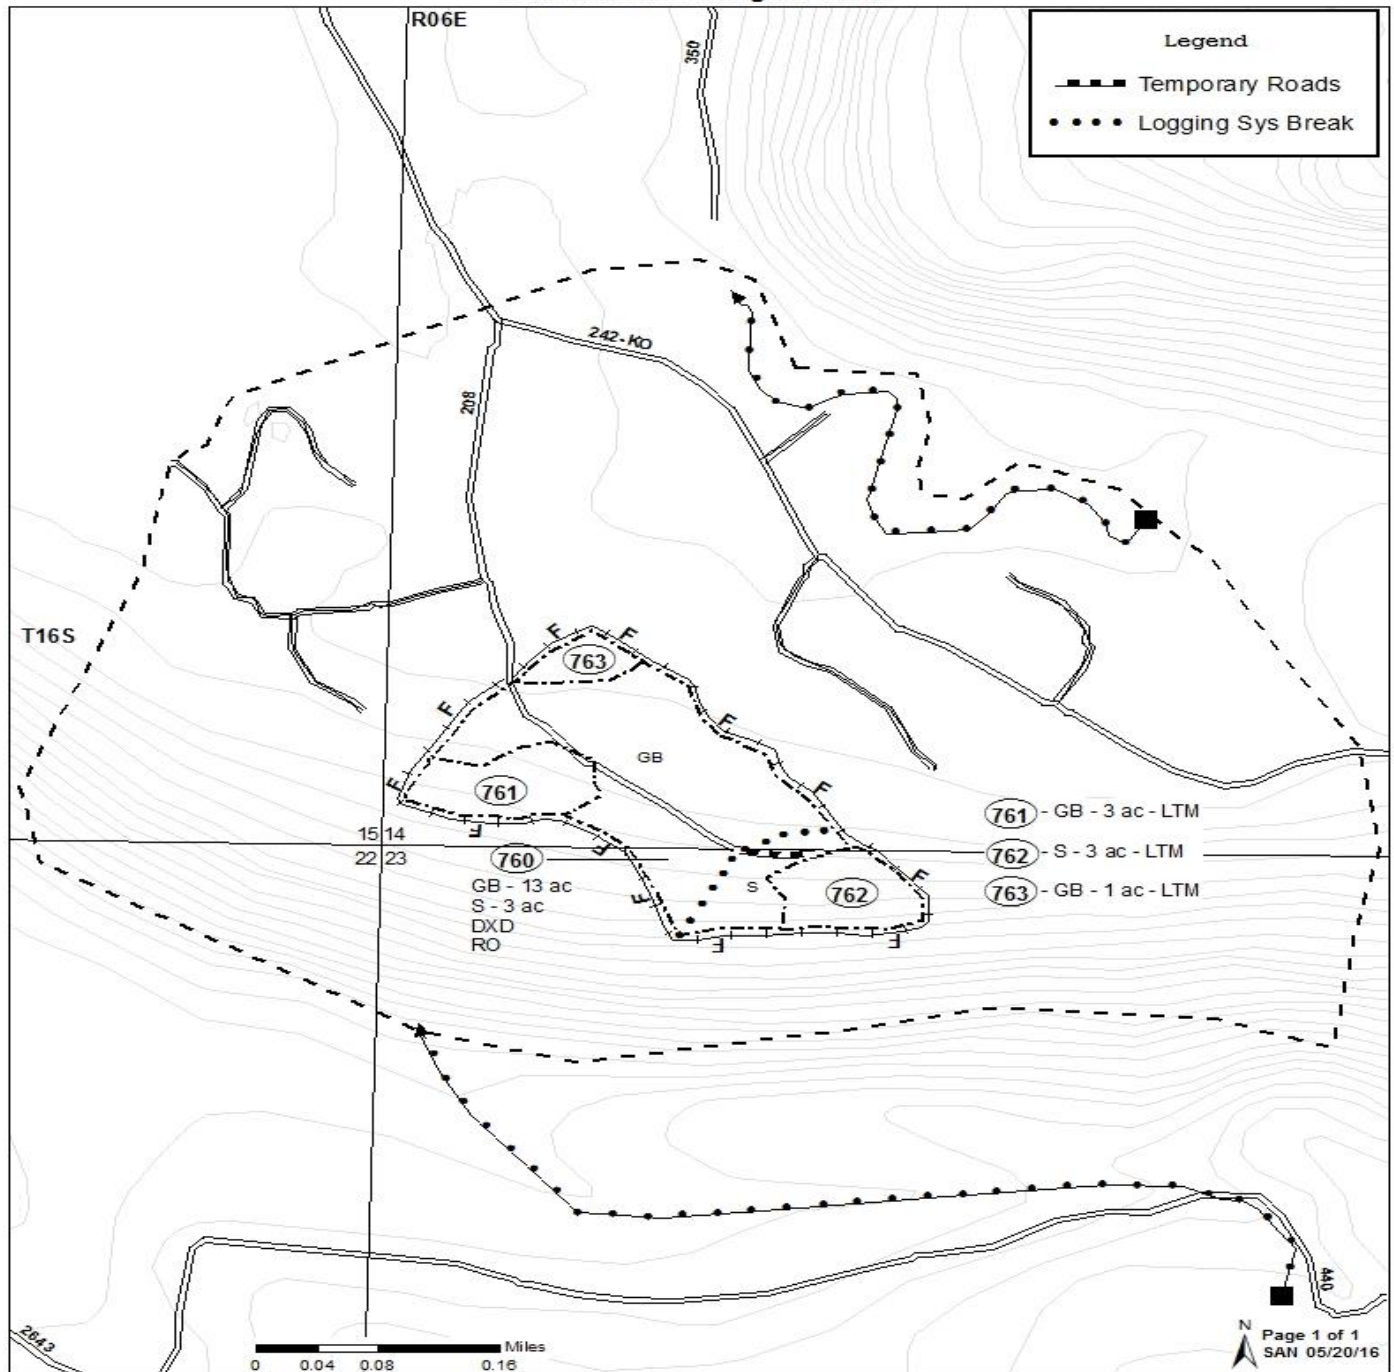 R06E
350
Legend
Temporary Roads
Logging Sys Break
242-KO
208
T16S
F
F
763
F
F
GB
F
F
761
761 - GB - 3 ac - LTM
F
15 14
22 23
F
762 - S - 3 ac - LTM
760
GB - 13 ac
S - 3 ac
DXD
RO
F
S
762
F
763 - GB - 1 ac - LTM
F
F
440
2643
Miles
0 0.04 0.08 0.16
N
Page 1 of 1
SAN 05/20/16